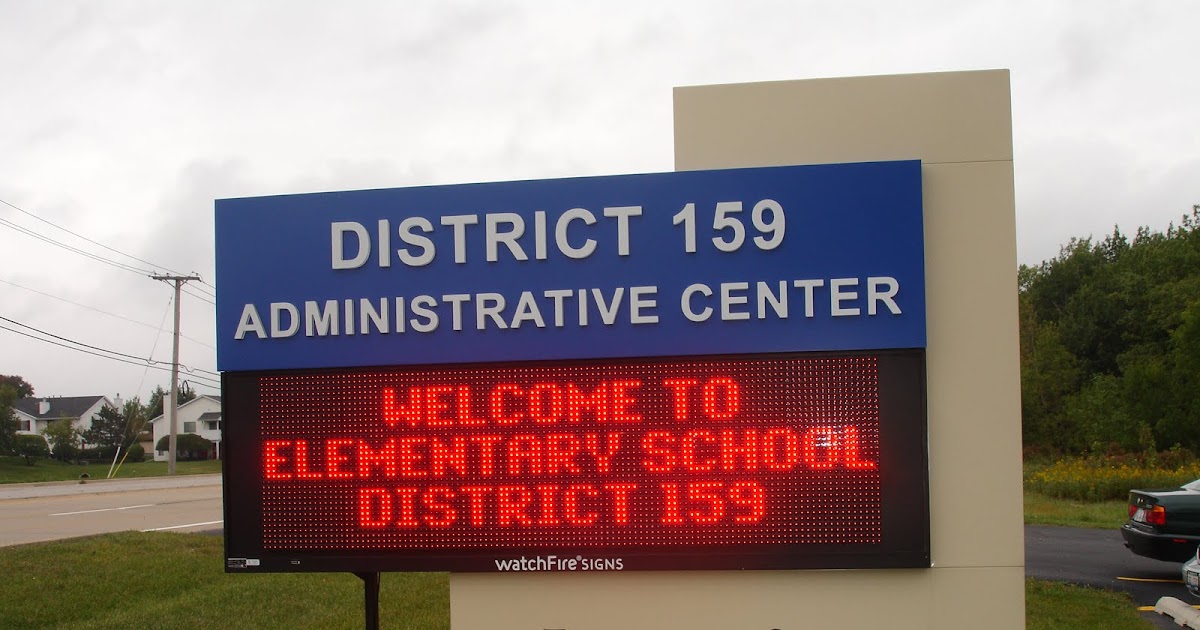 DISTRICT 159
ADMINISTRATIVE CENTER
WELCOME TO
ELEMENTARY SCHOOL
DISTRICT 159
watchFire® SIGNS